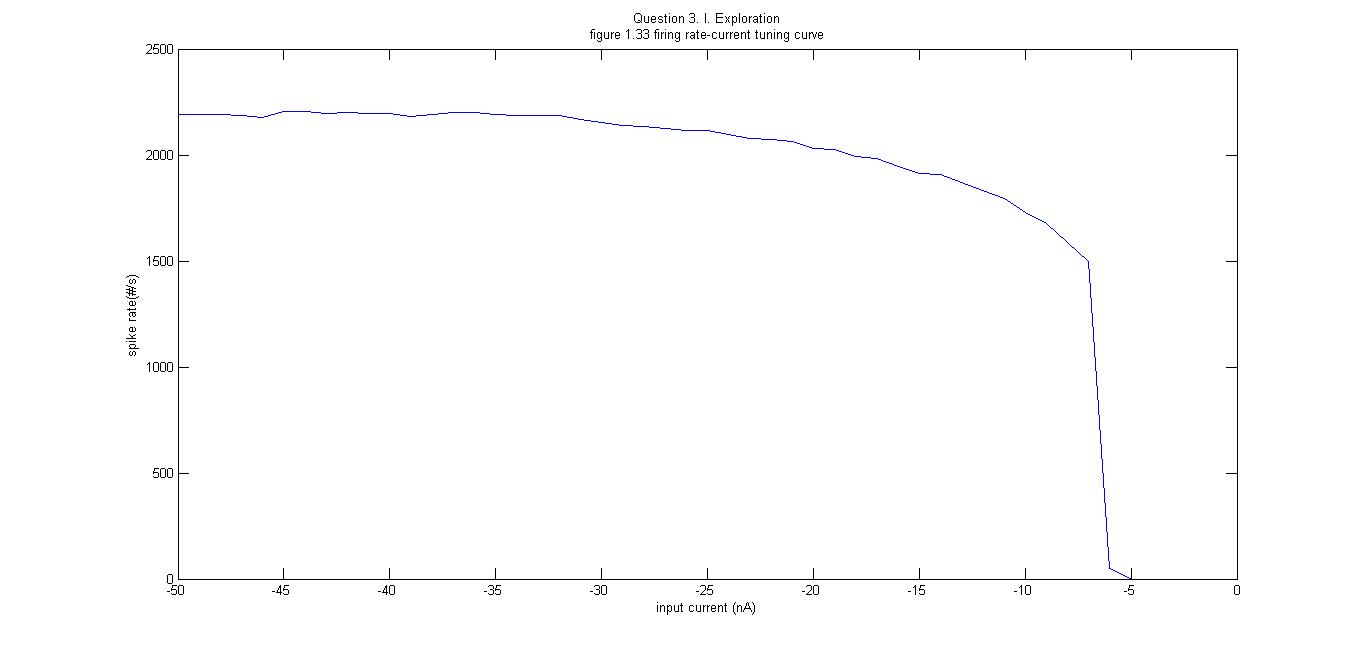 Question 3. I. Exploration
figure 1.33 firing rate-current tuning curve
2500
2000
1500
1000
500
0
spike rate(#/s)
-50 -45 -40 -35 -30 -25 -20 -15 -10 -5 0
input current (nA)